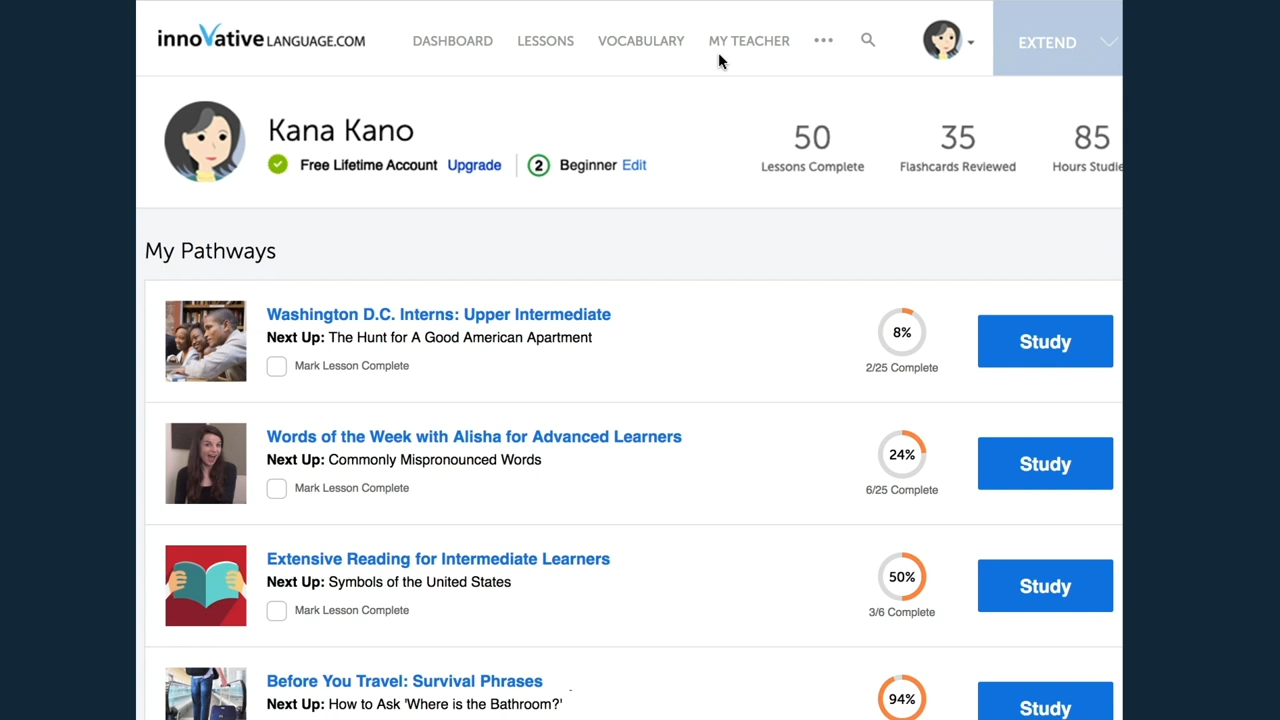 innoVative LANGUAGE.COM
DASHBOARD LESSONS VOCABULARY MY TEACHER ••• EXTEND
Kana Kano
Free Lifetime Account Upgrade 2 Beginner Edit
50 35 85
Lessons Complete Flashcards Reviewed Hours Studie
My Pathways
Washington D.C. Interns: Upper Intermediate
Next Up: The Hunt for A Good American Apartment
Mark Lesson Complete
8%
2/25 Complete
Study
Words of the Week with Alisha for Advanced Learners
Next Up: Commonly Mispronounced Words
Mark Lesson Complete
24%
6/25 Complete
Study
Extensive Reading for Intermediate Learners
Next Up: Symbols of the United States
Mark Lesson Complete
50%
3/6 Complete
Study
Before You Travel: Survival Phrases
Next Up: How to Ask 'Where is the Bathroom?'
94%
Study